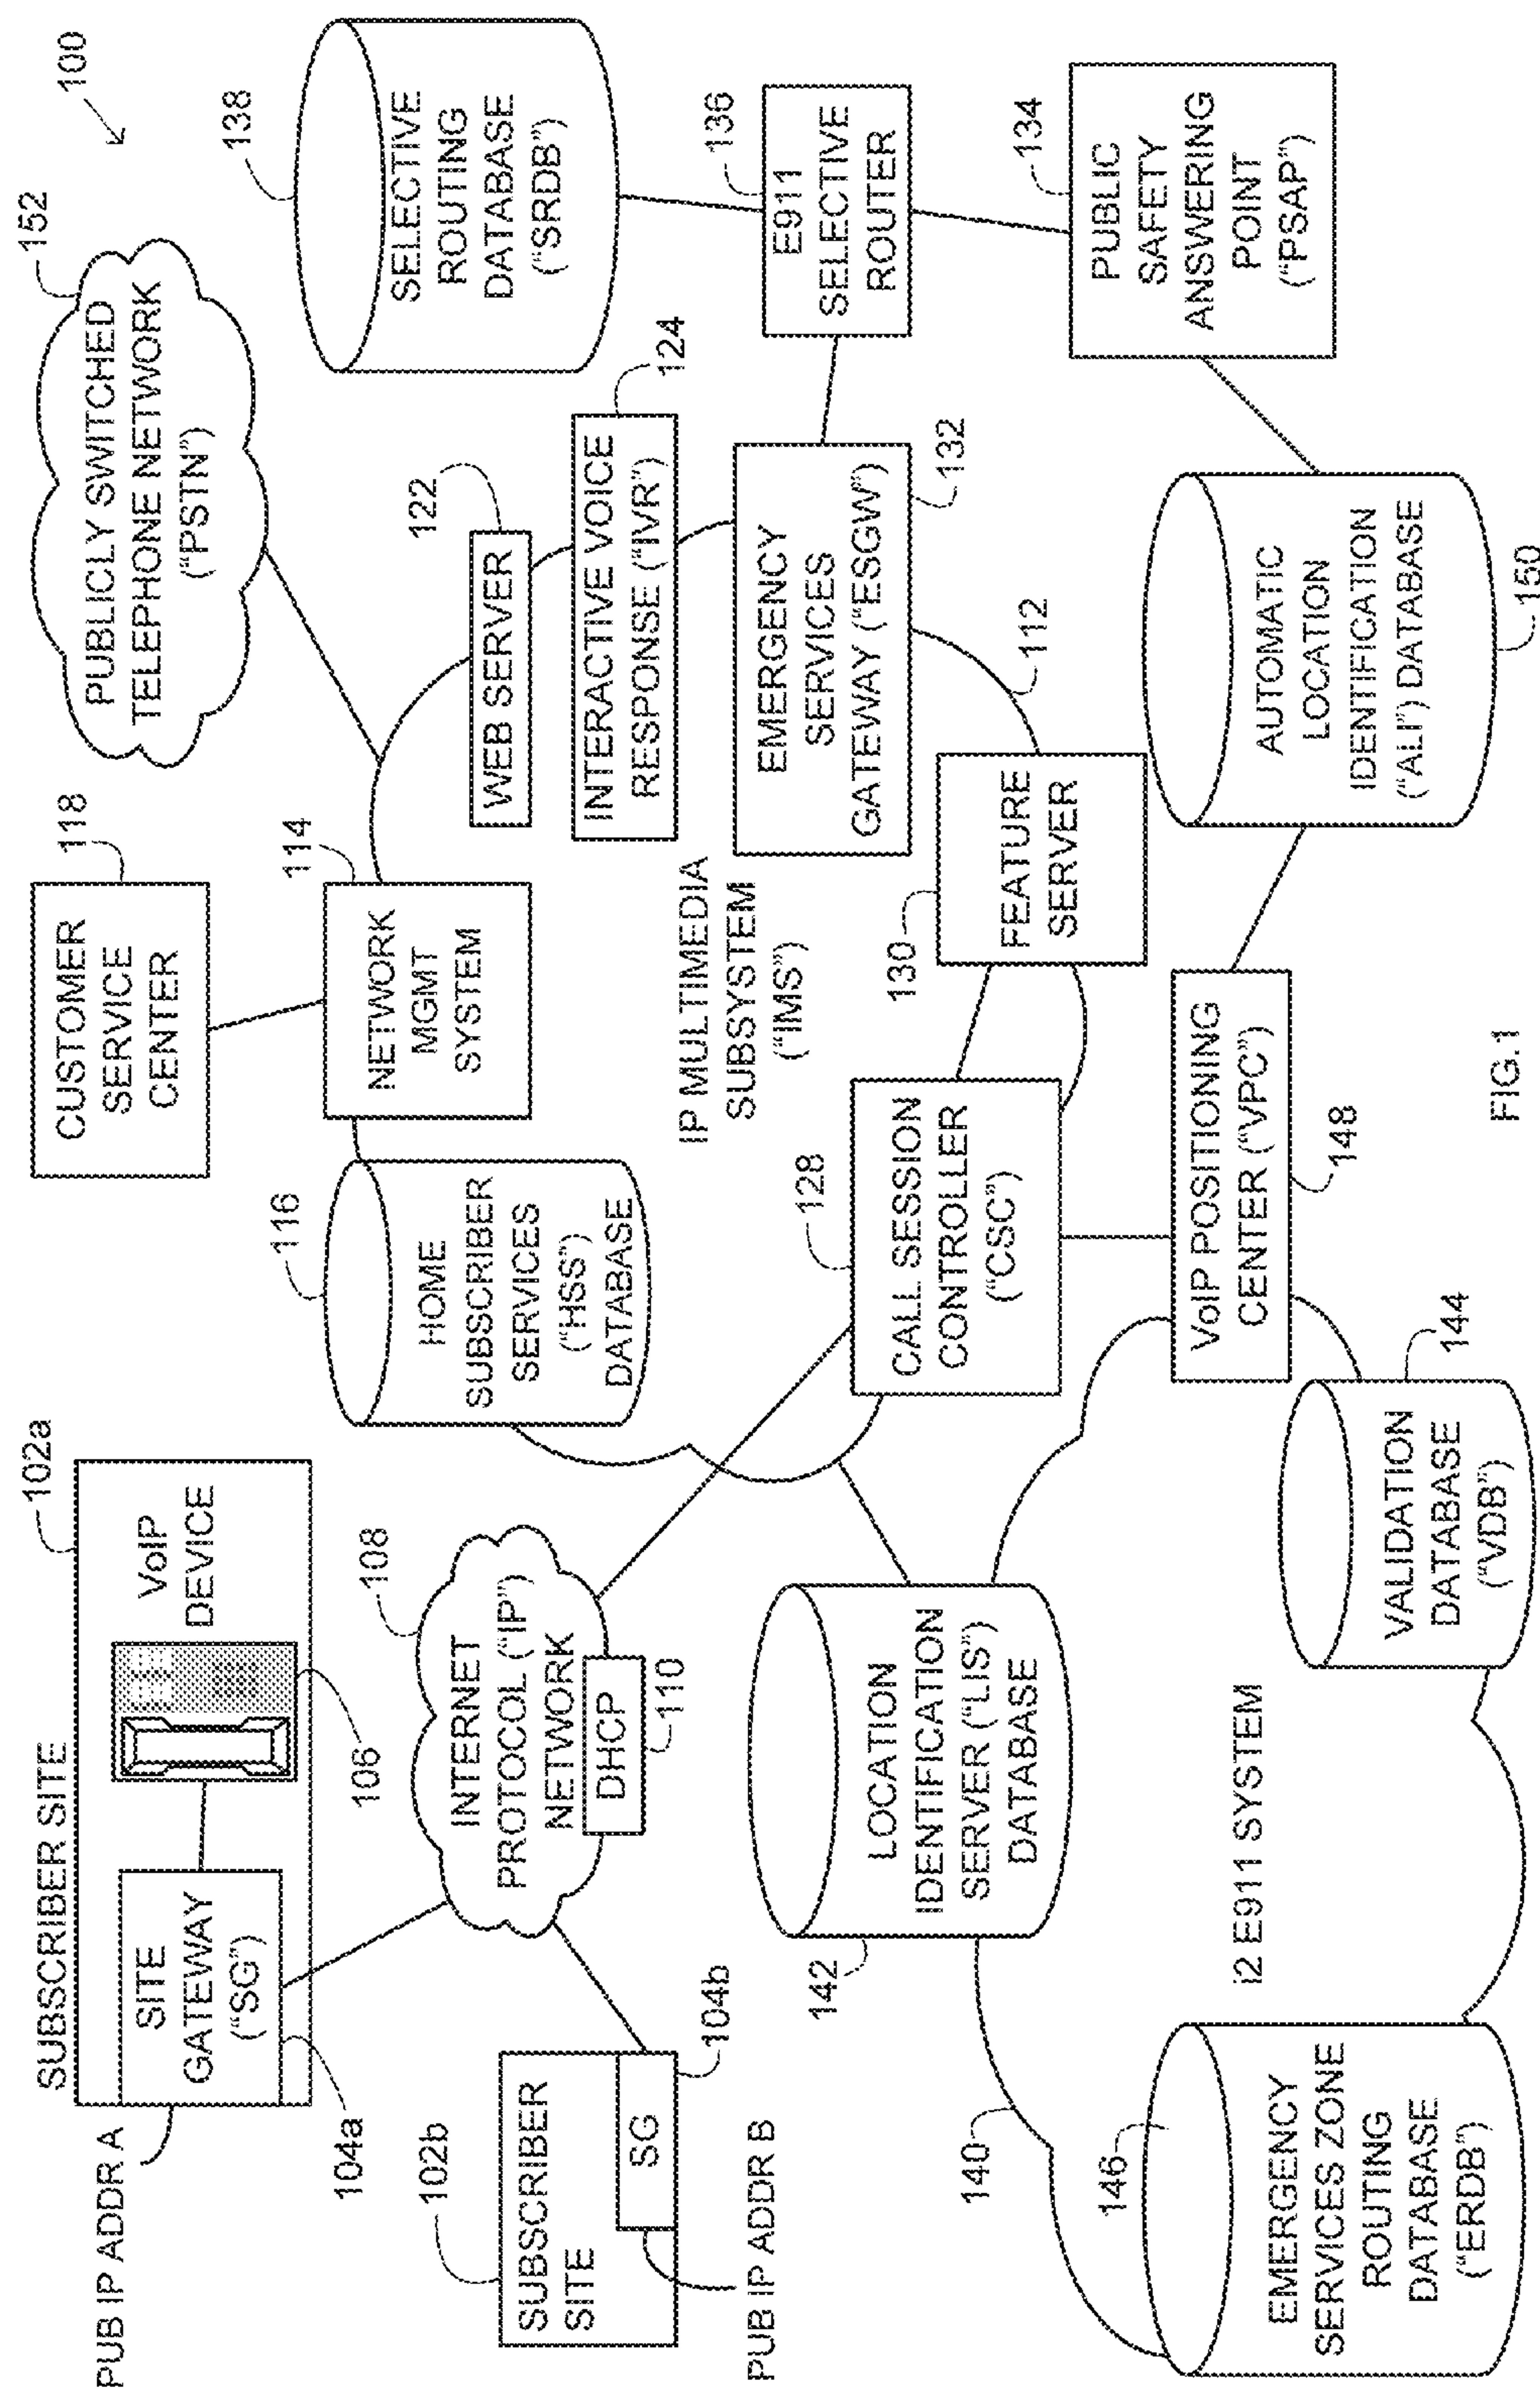 100
SUBSCRIBER SITE
102a
PUB IP ADDR A
SITE
GATEWAY
("SG")
104a
VoIP
DEVICE
106
CUSTOMER
SERVICE
CENTER
118
PUBLICLY SWITCHED
TELEPHONE NETWORK
("PSTN")
152
SELECTIVE
ROUTING
DATABASE
("SRDB")
138
INTERNET
PROTOCOL ("IP")
NETWORK
108
DHCP
110
HOME
SUBSCRIBER
SERVICES
("HSS")
DATABASE
116
NETWORK
MGMT
SYSTEM
114
WEB SERVER
122
INTERACTIVE VOICE
RESPONSE ("IVR")
124
102b
SUBSCRIBER
SITE
SG
104b
PUB IP ADDR B
IP MULTIMEDIA
SUBSYSTEM
("IMS")
EMERGENCY
SERVICES
GATEWAY ("ESGW")
132
E911
SELECTIVE
ROUTER
136
LOCATION
IDENTIFICATION
SERVER ("LIS")
DATABASE
142
CALL SESSION
CONTROLLER
("CSC")
128
FEATURE
SERVER
130
112
PUBLIC
SAFETY
ANSWERING
POINT
("PSAP")
134
140
146
EMERGENCY
SERVICES ZONE
ROUTING
DATABASE
("ERDB")
i2 E911 SYSTEM
VALIDATION
DATABASE
("VDB")
144
VoIP POSITIONING
CENTER ("VPC")
148
AUTOMATIC
LOCATION
IDENTIFICATION
("ALI") DATABASE
150
FIG.1